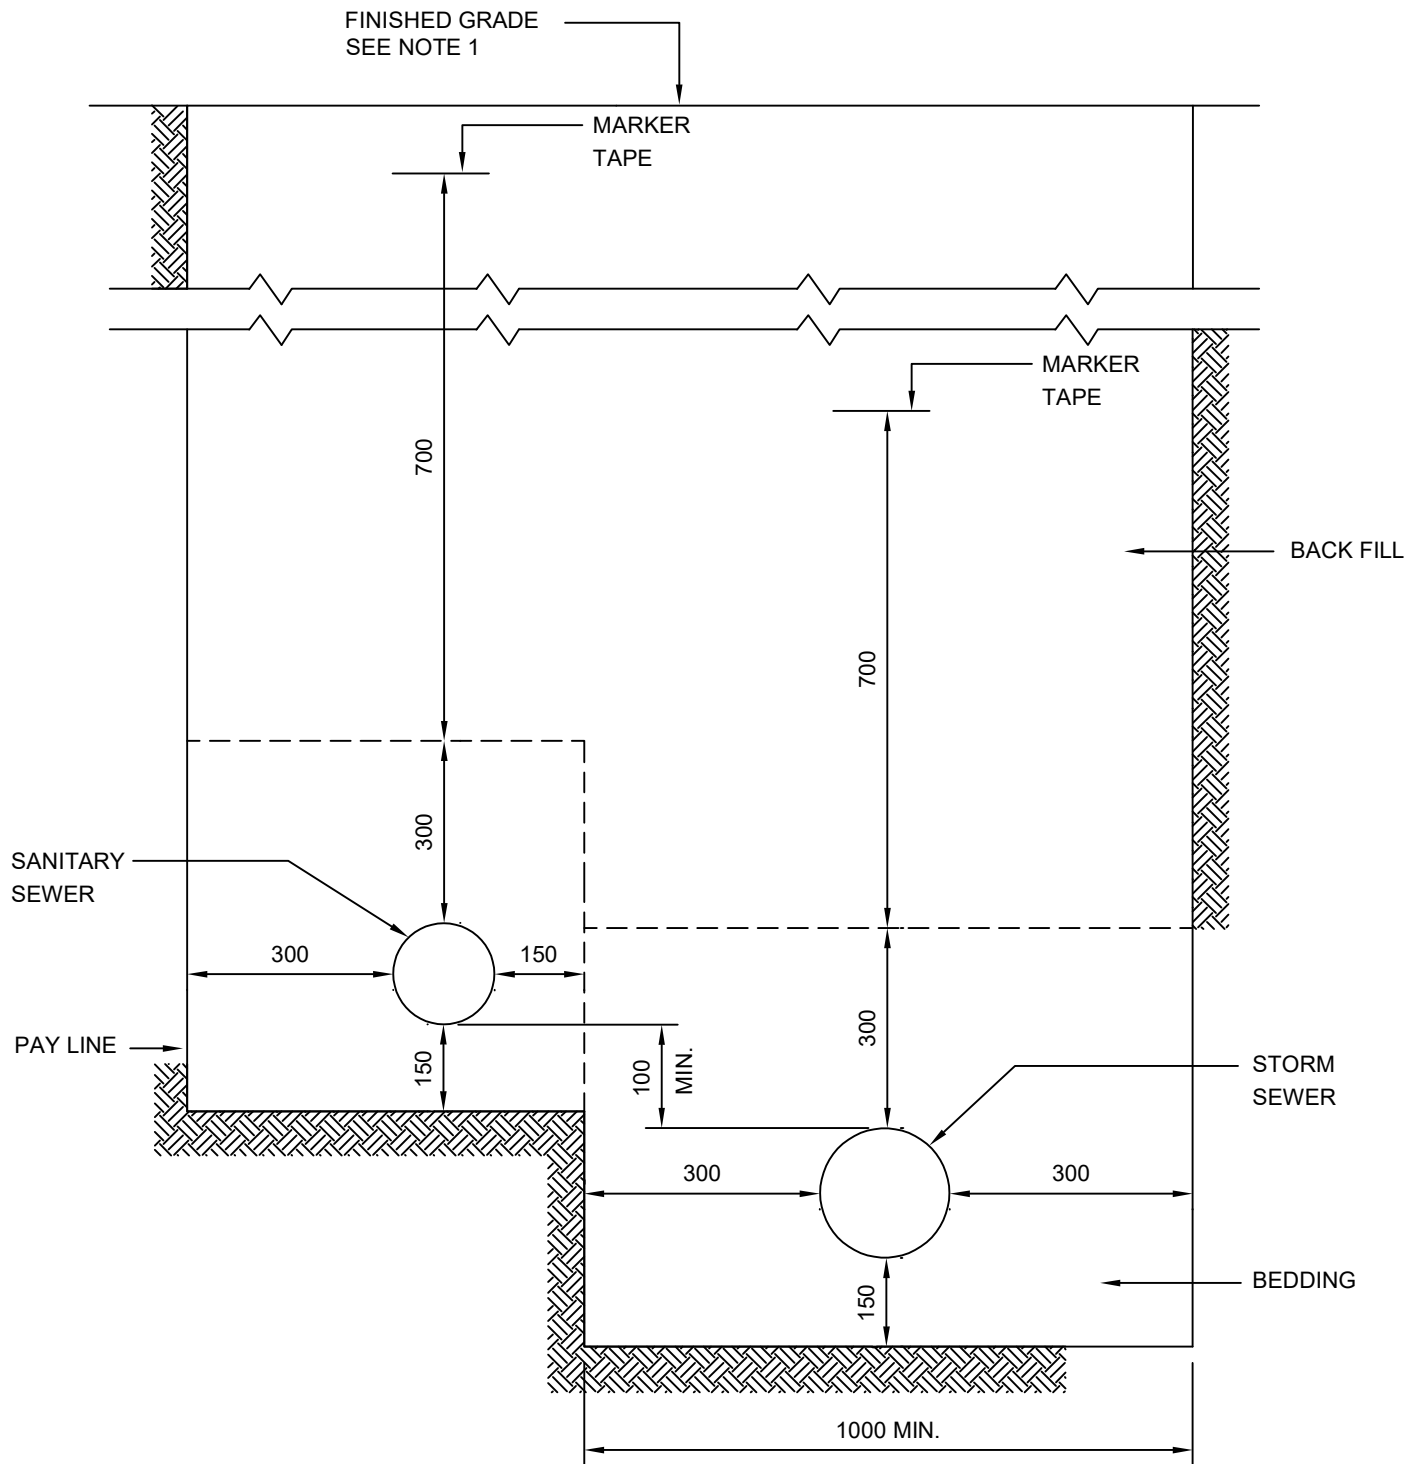 FINISHED GRADE
SEE NOTE 1
MARKER
TAPE
MARKER
TAPE
700
BACK FILL
700
300
SANITARY
SEWER
300
150
300
PAY LINE
150
100
MIN.
STORM
SEWER
300
300
BEDDING
150
1000 MIN.